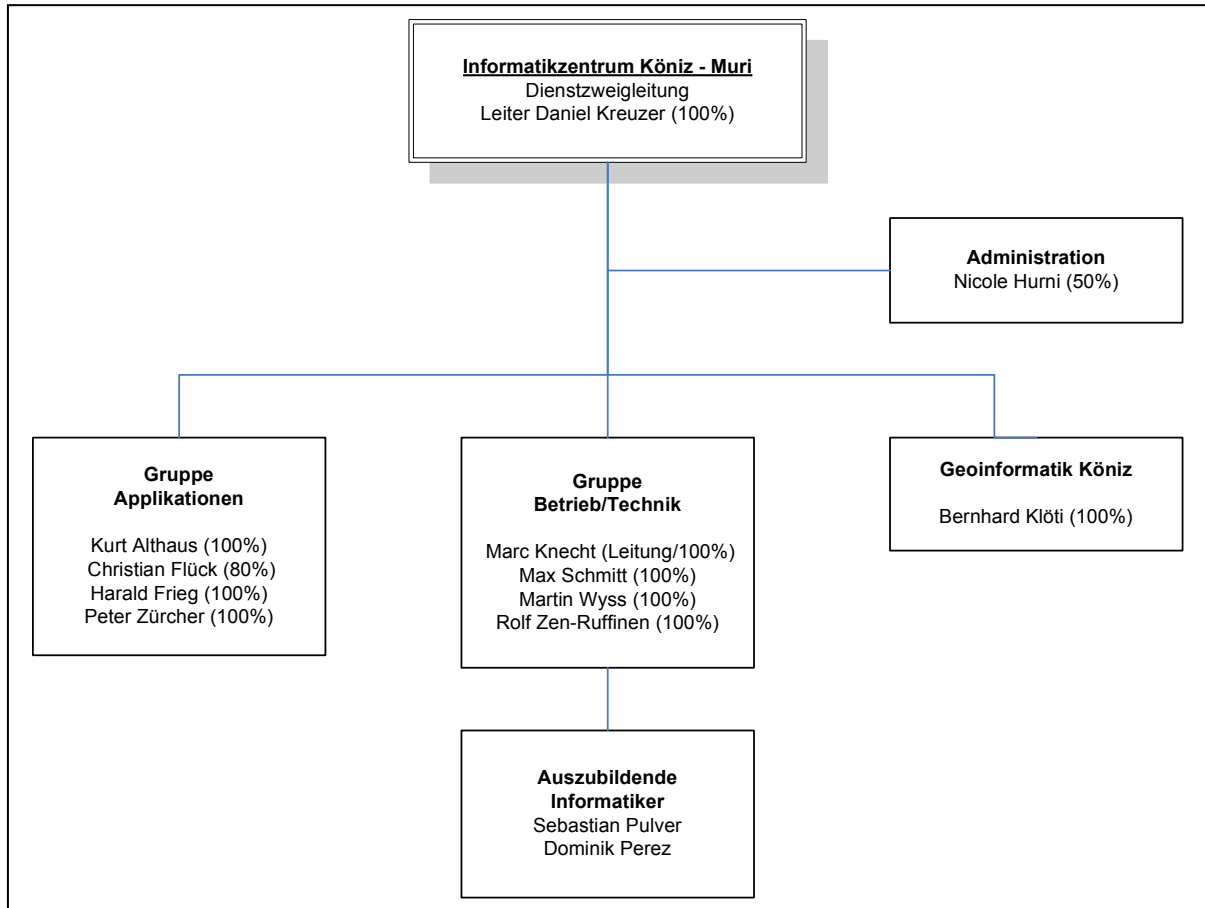 Informatikzentrum Köniz - Muri
Dienstzweigleitung
Leiter Daniel Kreuzer (100%)
Administration
Nicole Hurni (50%)
Gruppe
Applikationen
Kurt Althaus (100%)
Christian Flück (80%)
Harald Frieg (100%)
Peter Zürcher (100%)
Gruppe
Betrieb/Technik
Marc Knecht (Leitung/100%)
Max Schmitt (100%)
Martin Wyss (100%)
Rolf Zen-Ruffinen (100%)
Geoinformatik Köniz
Bernhard Klöti (100%)
Auszubildende
Informatiker
Sebastian Pulver
Dominik Perez